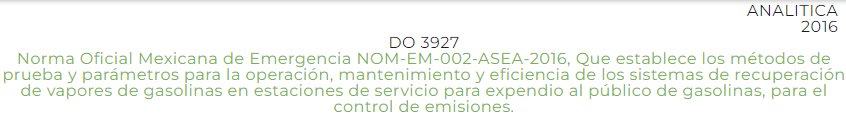 ANALITICA
2016
DO 3927
Norma Oficial Mexicana de Emergencia NOM-EM-002-ASEA-2016, Que establece los métodos de
prueba y parámetros para la operación, mantenimiento y eficiencia de los sistemas de recuperación
de vapores de gasolinas en estaciones de servicio para expendio al público de gasolinas, para el
control de emisiones.